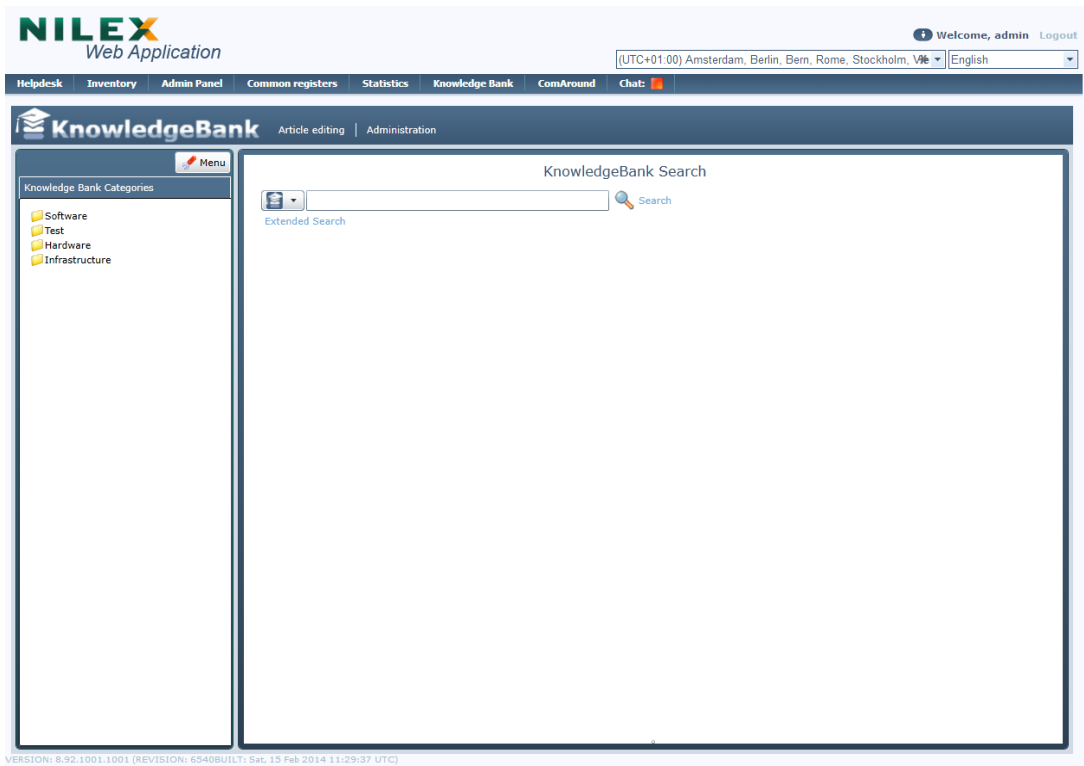 NILEX
Web Application
Welcome, admin Logout
(UTC+01:00) Amsterdam, Berlin, Bern, Rome, Stockholm, English
Helpdesk Inventory Admin Panel Common registers Statistics Knowledge Bank ComAround Chat:
KnowledgeBank Article editing | Administration
Menu
Knowledge Bank Categories
KnowledgeBank Search
Search
Extended Search
Software
Test
Hardware
Infrastructure
VERSION: 8.92.1001.1001 (REVISION: 6540BUILT: Sat, 15 Feb 2014 11:29:37 UTC)